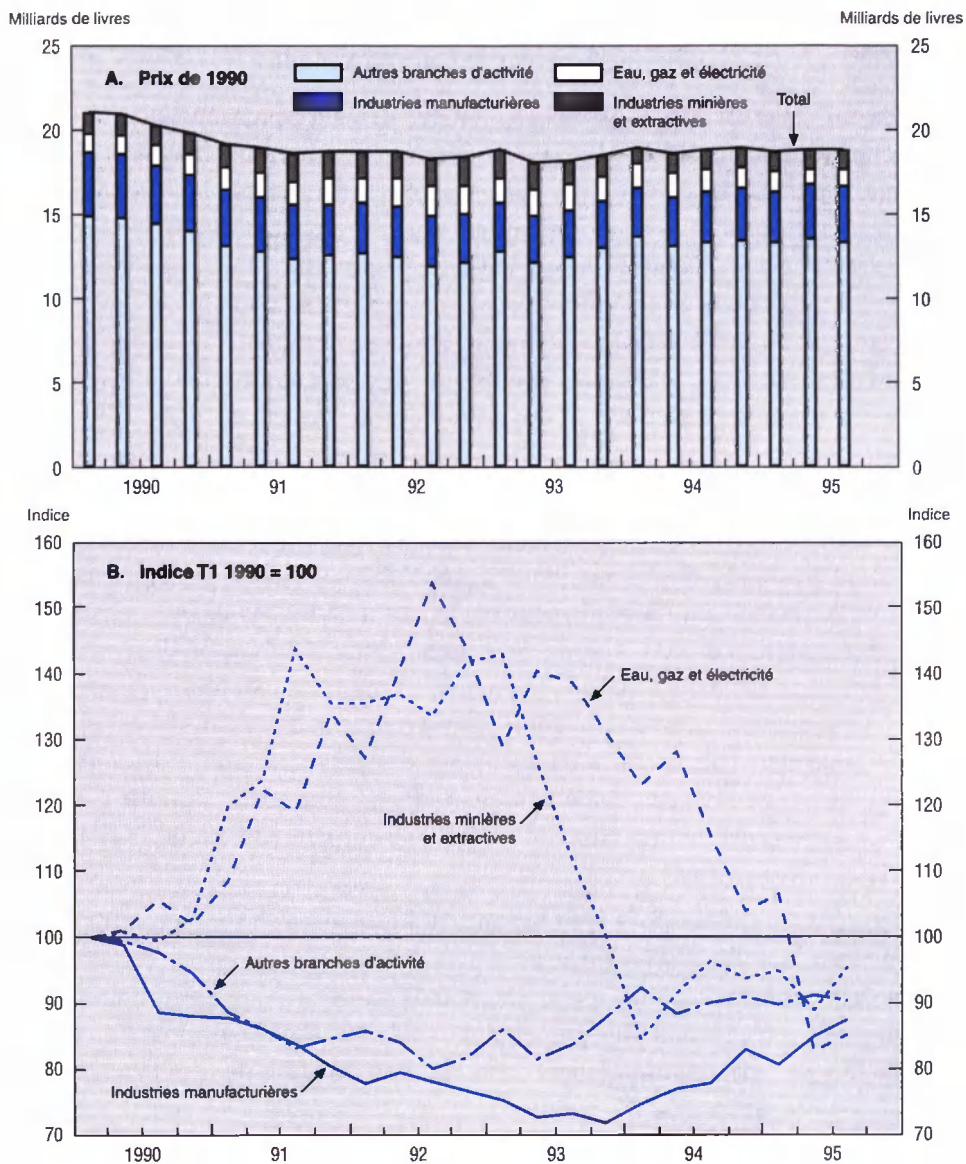 Milliards de livres
Milliards de livres
25
25
A. Prix de 1990
Autres branches d'activité
Eau, gaz et électricité
Industries manufacturières
Industries minières
et extractives
Total
20
20
15
15
10
10
5
5
0
0
1990
91
92
93
94
95
Indice
Indice
160
160
B. Indice T1 1990 = 100
150
150
140
140
Eau, gaz et électricité
130
130
120
120
Industries minières
et extractives
110
110
100
100
Autres branches d'activité
90
90
80
80
Industries manufacturières
70
70
1990
91
92
93
94
95